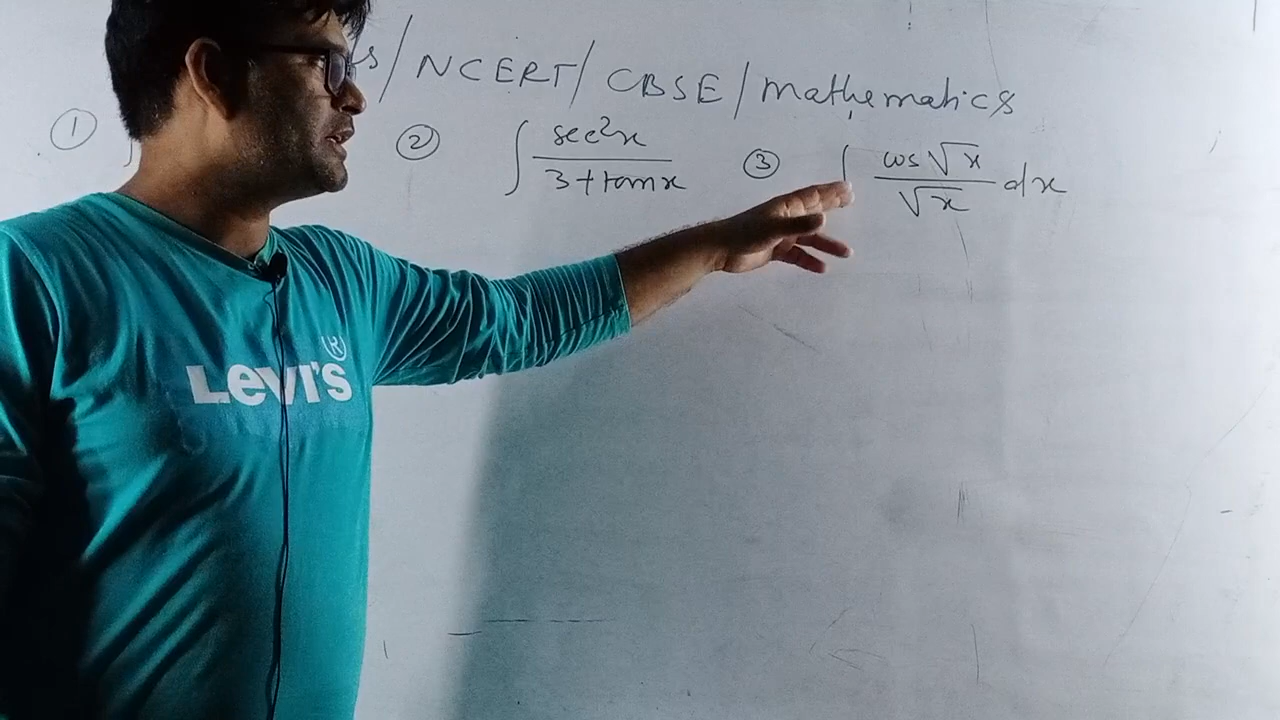 / NCERT / CBSE / Mathematics
① ② ∫ sec²x / 3+tanx ③ ∫ cos √x / √x dx
Levi's ®